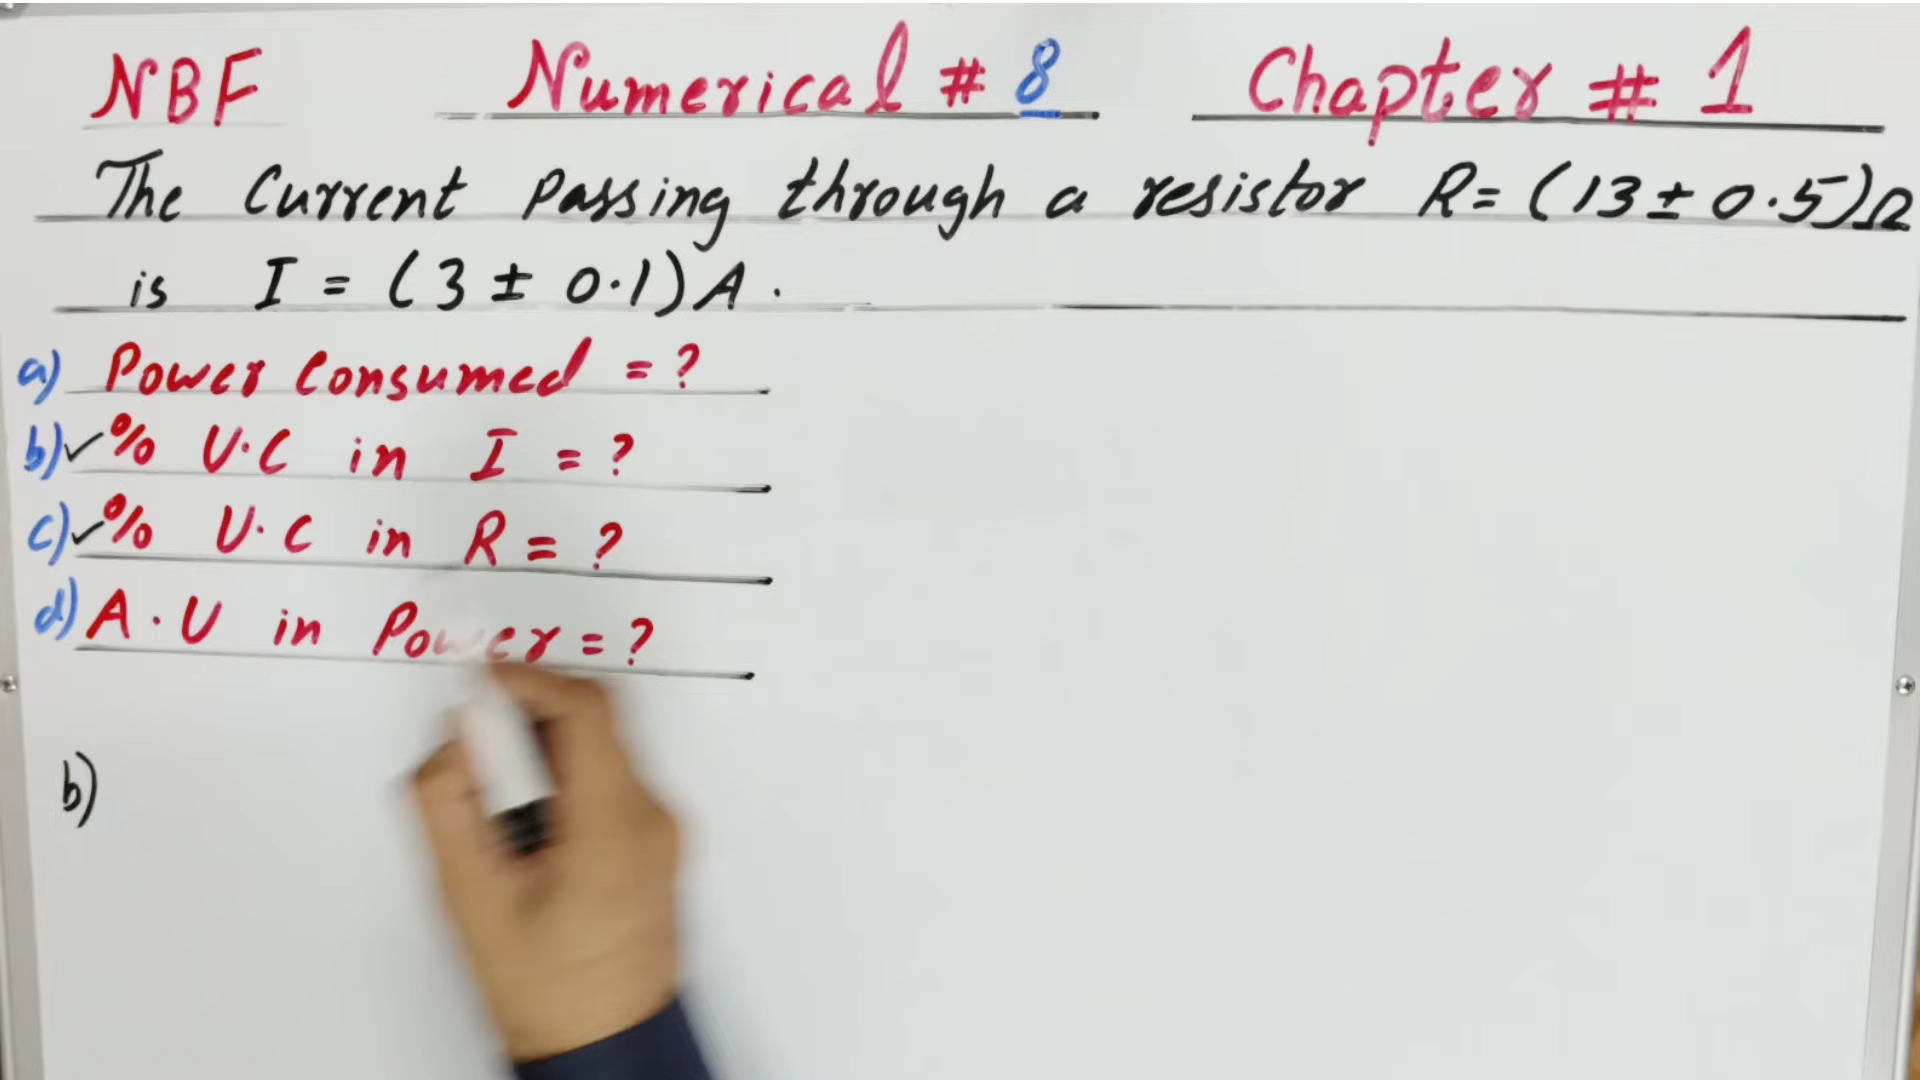 NBF Numerical # 8 Chapter # 1
The Current Passing through a resistor R = (13 ± 0.5)Ω
is I = (3 ± 0.1) A .
a) Power Consumed = ?
b) ✓ % U.C in I = ?
c) ✓ % U.C in R = ?
d) A.U in Power = ?
b)